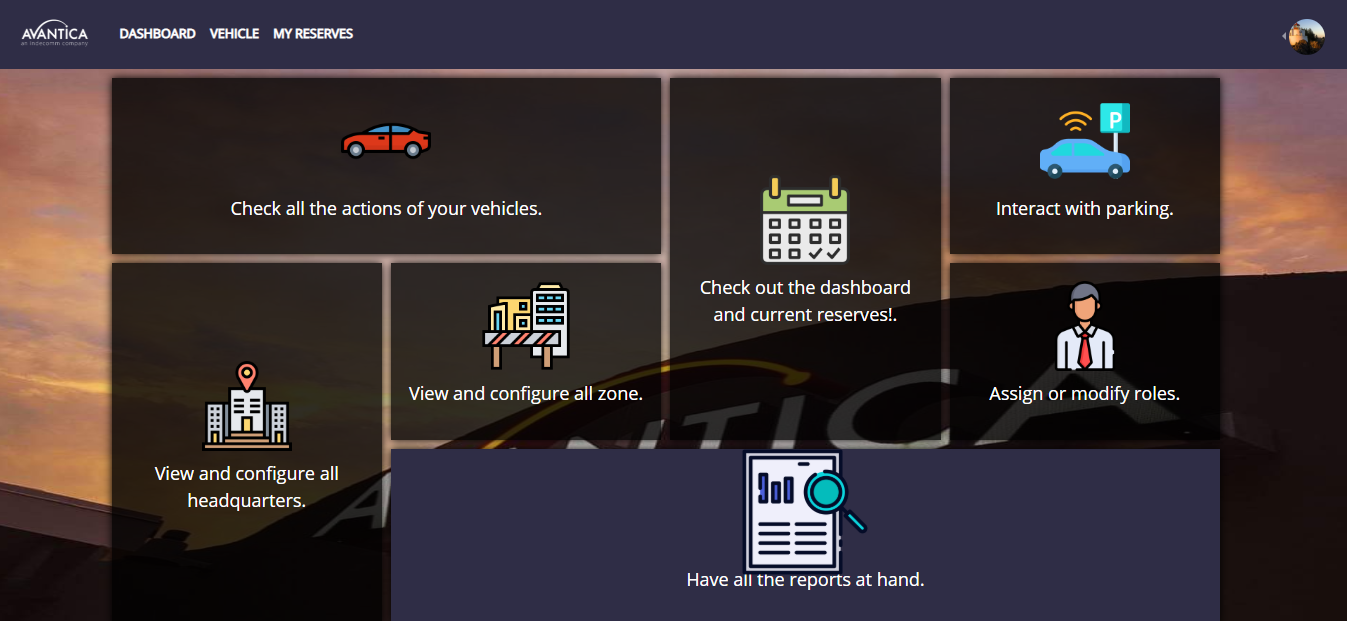 AVANTICA
an indecomm company
DASHBOARD VEHICLE MY RESERVES
Check all the actions of your vehicles.
P
Interact with parking.
Check out the dashboard
and current reserves!.
View and configure all zone.
Assign or modify roles.
View and configure all
headquarters.
ANTICA
Have all the reports at hand.